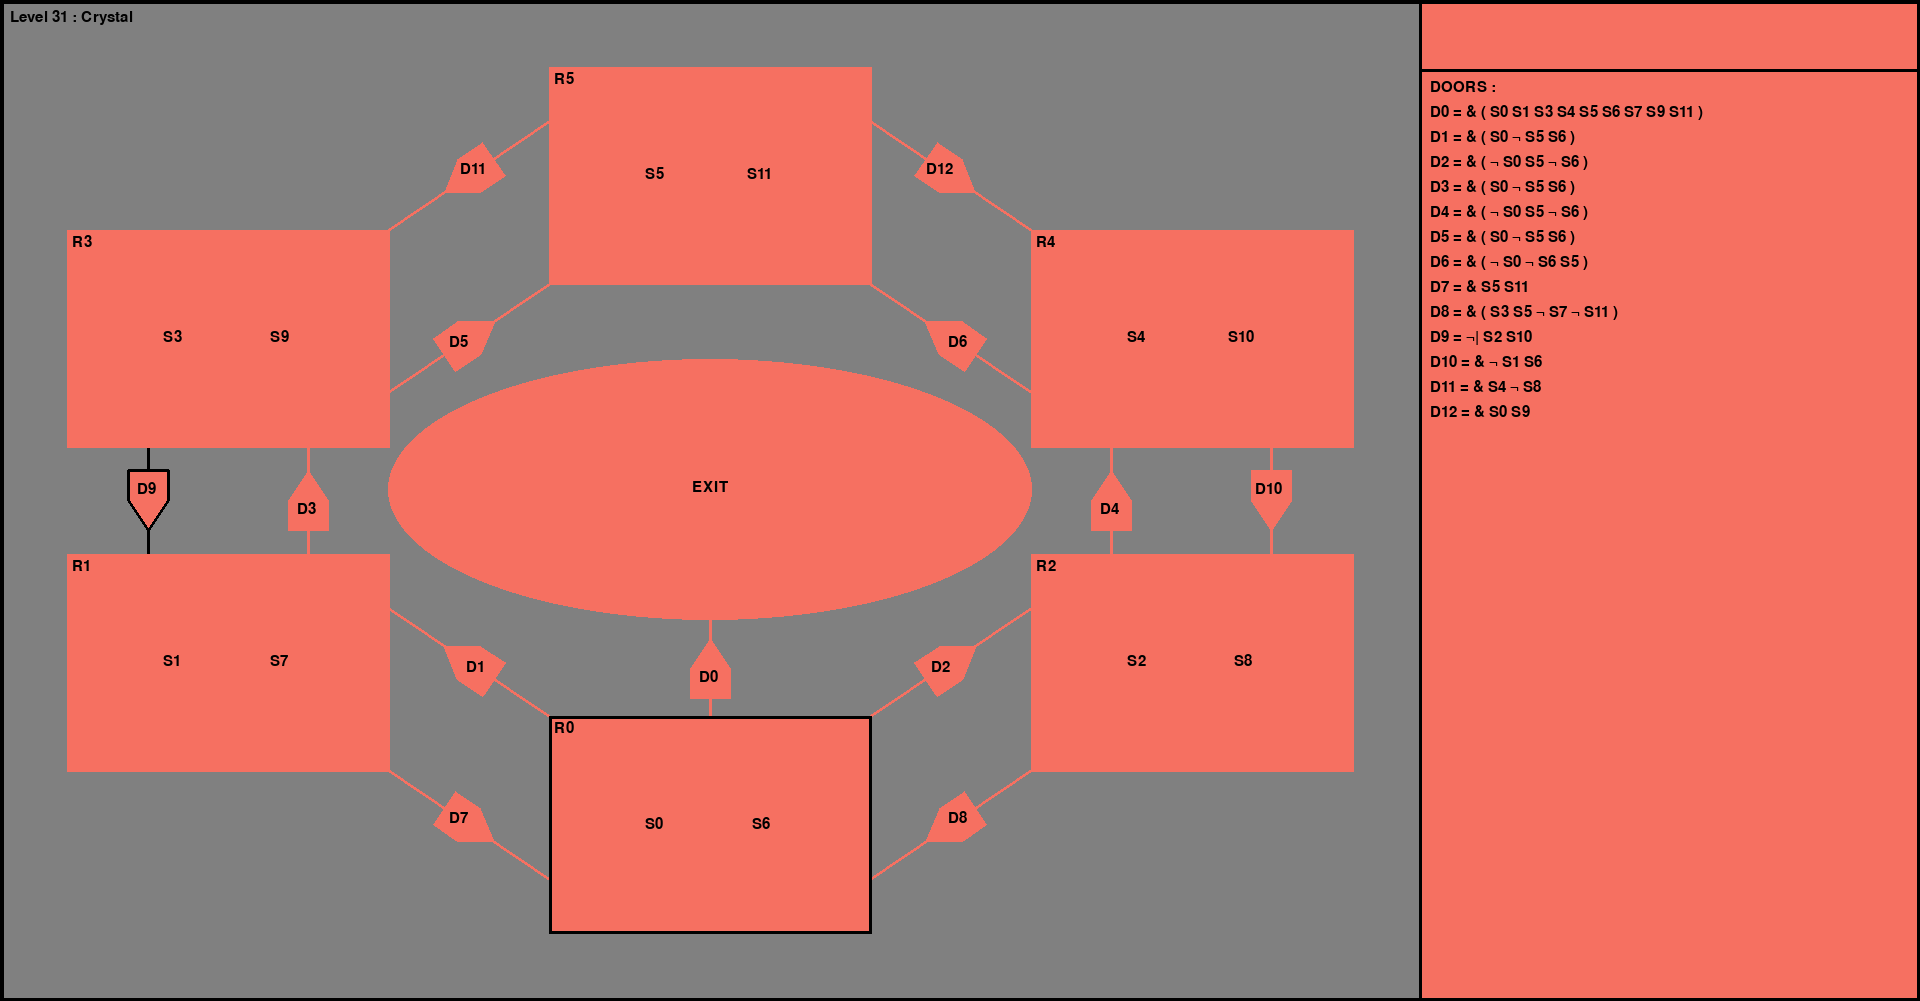 Level 31 : Crystal
R5
S5 S11
D11
D12
R3
S3 S9
R4
S4 S10
D5
D6
EXIT
D9
D3
D4
D10
R1
S1 S7
R2
S2 S8
D1
D0
D2
R0
S0 S6
D7
D8
DOORS :
D0 = & ( S0 S1 S3 S4 S5 S6 S7 S9 S11 )
D1 = & ( S0 ¬ S5 S6 )
D2 = & ( ¬ S0 S5 ¬ S6 )
D3 = & ( S0 ¬ S5 S6 )
D4 = & ( ¬ S0 S5 ¬ S6 )
D5 = & ( S0 ¬ S5 S6 )
D6 = & ( ¬ S0 ¬ S6 S5 )
D7 = & S5 S11
D8 = & ( S3 S5 ¬ S7 ¬ S11 )
D9 = ¬| S2 S10
D10 = & ¬ S1 S6
D11 = & S4 ¬ S8
D12 = & S0 S9